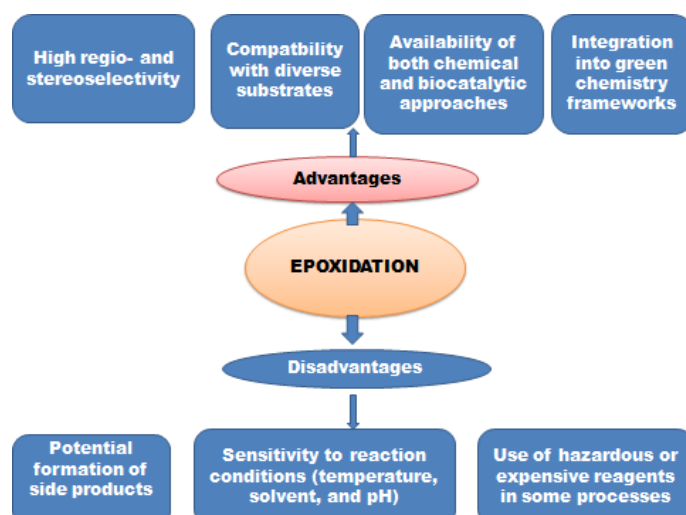 High regio- and
stereoselectivity
Compatbility
with diverse
substrates
Availability of
both chemical
and biocatalytic
approaches
Integration
into green
chemistry
frameworks
Advantages
EPOXIDATION
Disadvantages
Potential
formation of
side products
Sensitivity to reaction
conditions (temperature,
solvent, and pH)
Use of hazardous or
expensive reagents
in some processes